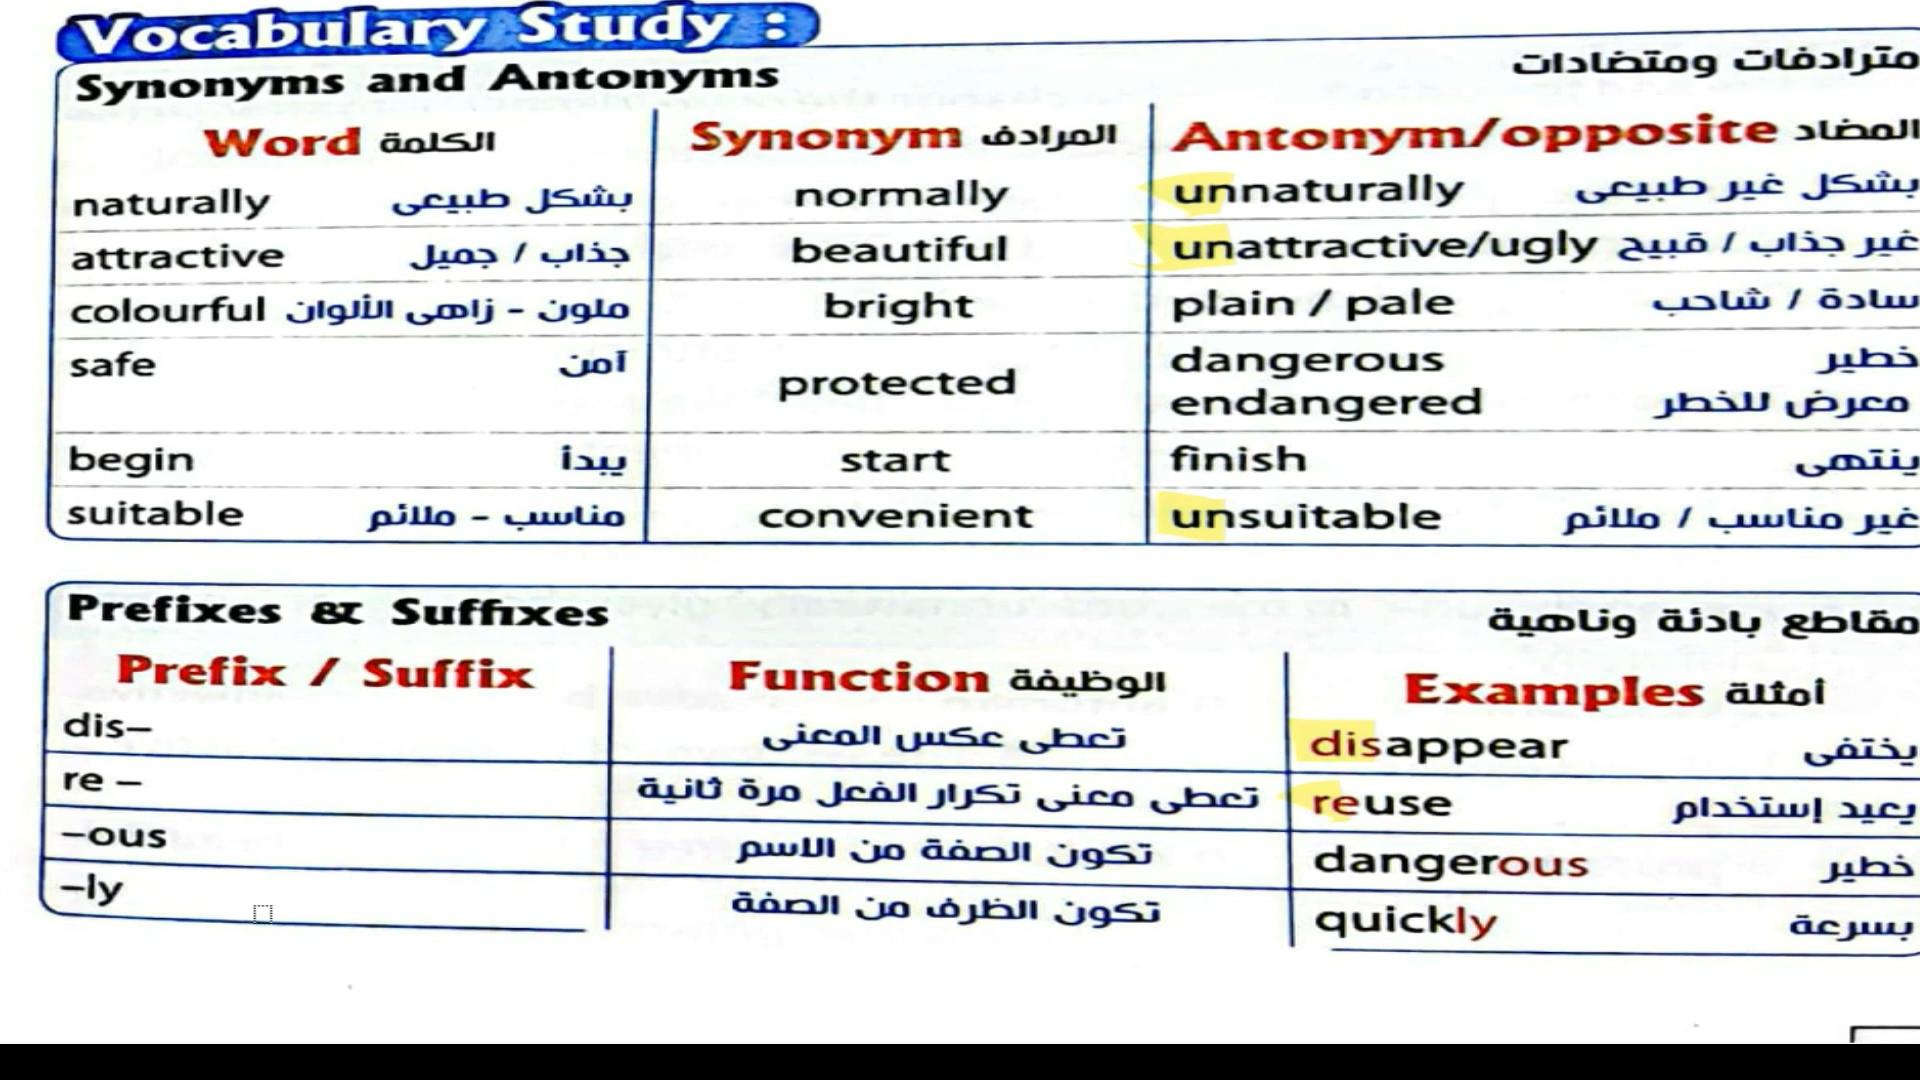 Vocabulary Study :
Synonyms and Antonyms مترادفات ومتضادات
Word الكلمة Synonym المرادف Antonym/opposite المضاد
naturally بشكل طبيعى normally unnaturally بشكل غير طبيعى
attractive جذاب / جميل beautiful unattractive/ugly غير جذاب / قبيح
colourful ملون - زاهى الألوان bright plain / pale سادة / شاحب
safe آمن protected dangerous خطير
endangered معرض للخطر
begin يبدأ start finish ينتهى
suitable مناسب - ملائم convenient unsuitable غير مناسب / ملائم
Prefixes & Suffixes مقاطع بادئة وناهية
Prefix / Suffix Function الوظيفة Examples أمثلة
dis– تعطى عكس المعنى disappear يختفى
re – تعطى معنى تكرار الفعل مرة ثانية reuse يعيد إستخدام
–ous تكون الصفة من الاسم dangerous خطير
–ly تكون الظرف من الصفة quickly بسرعة